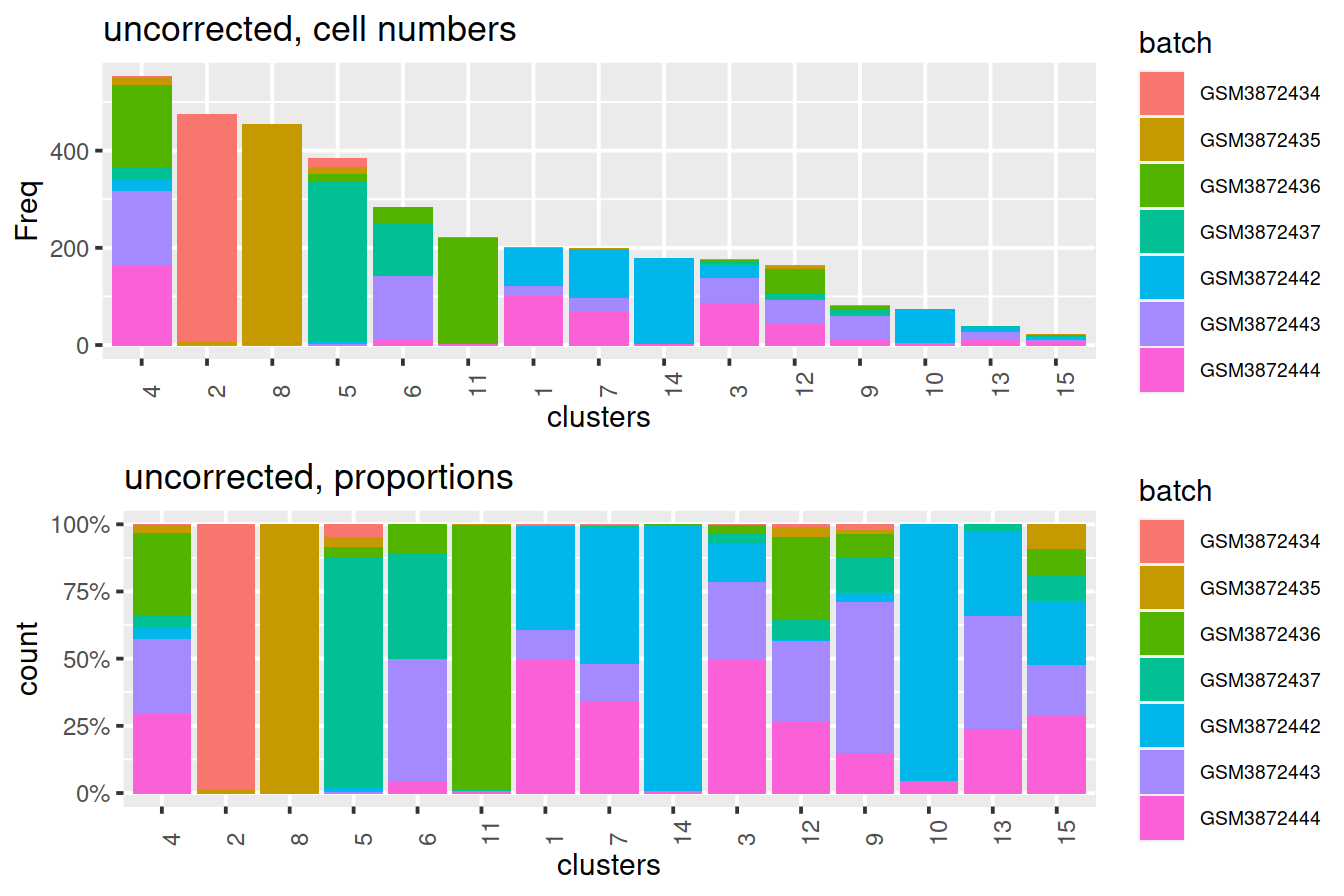 uncorrected, cell numbers
Freq
400
200
0
4 2 8 5 6 11 1 7 14 3 12 9 10 13 15
clusters
batch
GSM3872434
GSM3872435
GSM3872436
GSM3872437
GSM3872442
GSM3872443
GSM3872444
uncorrected, proportions
count
100%
75%
50%
25%
0%
4 2 8 5 6 11 1 7 14 3 12 9 10 13 15
clusters
batch
GSM3872434
GSM3872435
GSM3872436
GSM3872437
GSM3872442
GSM3872443
GSM3872444